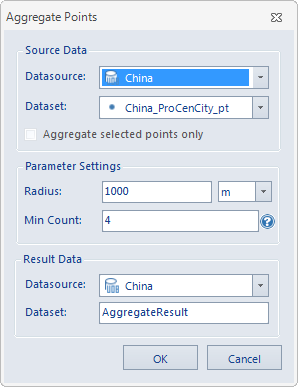 Aggregate Points
Source Data
Datasource: China
Dataset: China_ProCenCity_pt
Aggregate selected points only
Parameter Settings
Radius: 1000 m
Min Count: 4
Result Data
Datasource: China
Dataset: AggregateResult
OK Cancel